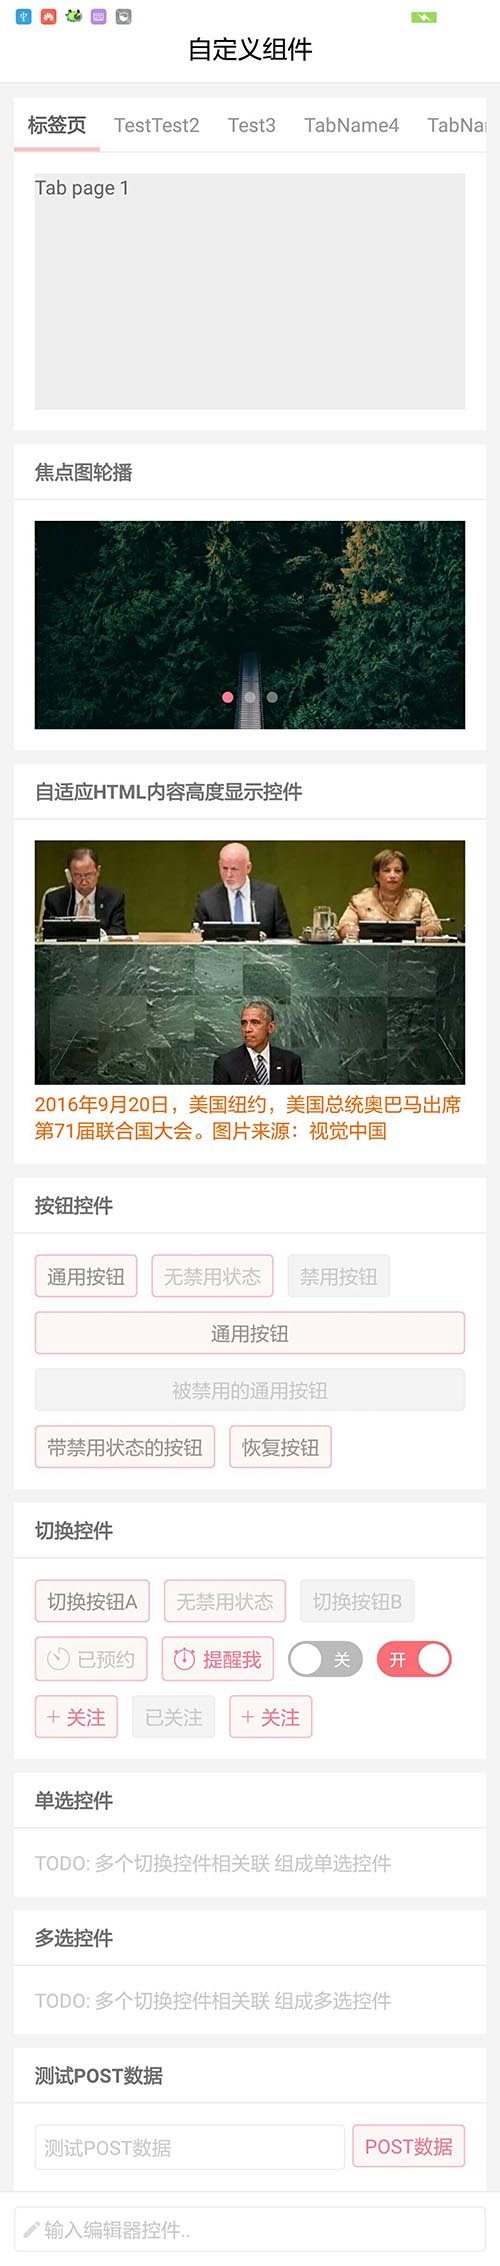 自定义组件
标签页 TestTest2 Test3 TabName4 TabNa
Tab page 1
焦点图轮播
自适应HTML内容高度显示控件
2016年9月20日，美国纽约，美国总统奥巴马出席
第71届联合国大会。图片来源：视觉中国
按钮控件
通用按钮 无禁用状态 禁用按钮
通用按钮
被禁用的通用按钮
带禁用状态的按钮 恢复按钮
切换控件
切换按钮A 无禁用状态 切换按钮B
已预约 提醒我 关 开
+ 关注 已关注 + 关注
单选控件
TODO: 多个切换控件相关联 组成单选控件
多选控件
TODO: 多个切换控件相关联 组成多选控件
测试POST数据
测试POST数据 POST数据
输入编辑器控件..